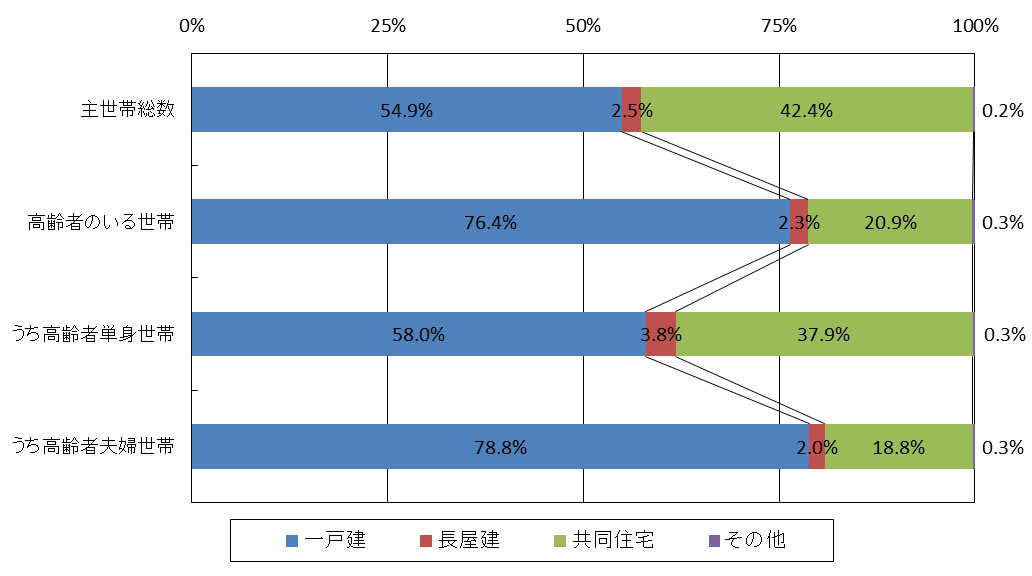 0% 25% 50% 75% 100%
主世帯総数 54.9% 2.5% 42.4% 0.2%
高齢者のいる世帯 76.4% 2.3% 20.9% 0.3%
うち高齢者単身世帯 58.0% 3.8% 37.9% 0.3%
うち高齢者夫婦世帯 78.8% 2.0% 18.8% 0.3%
一戸建 長屋建 共同住宅 その他